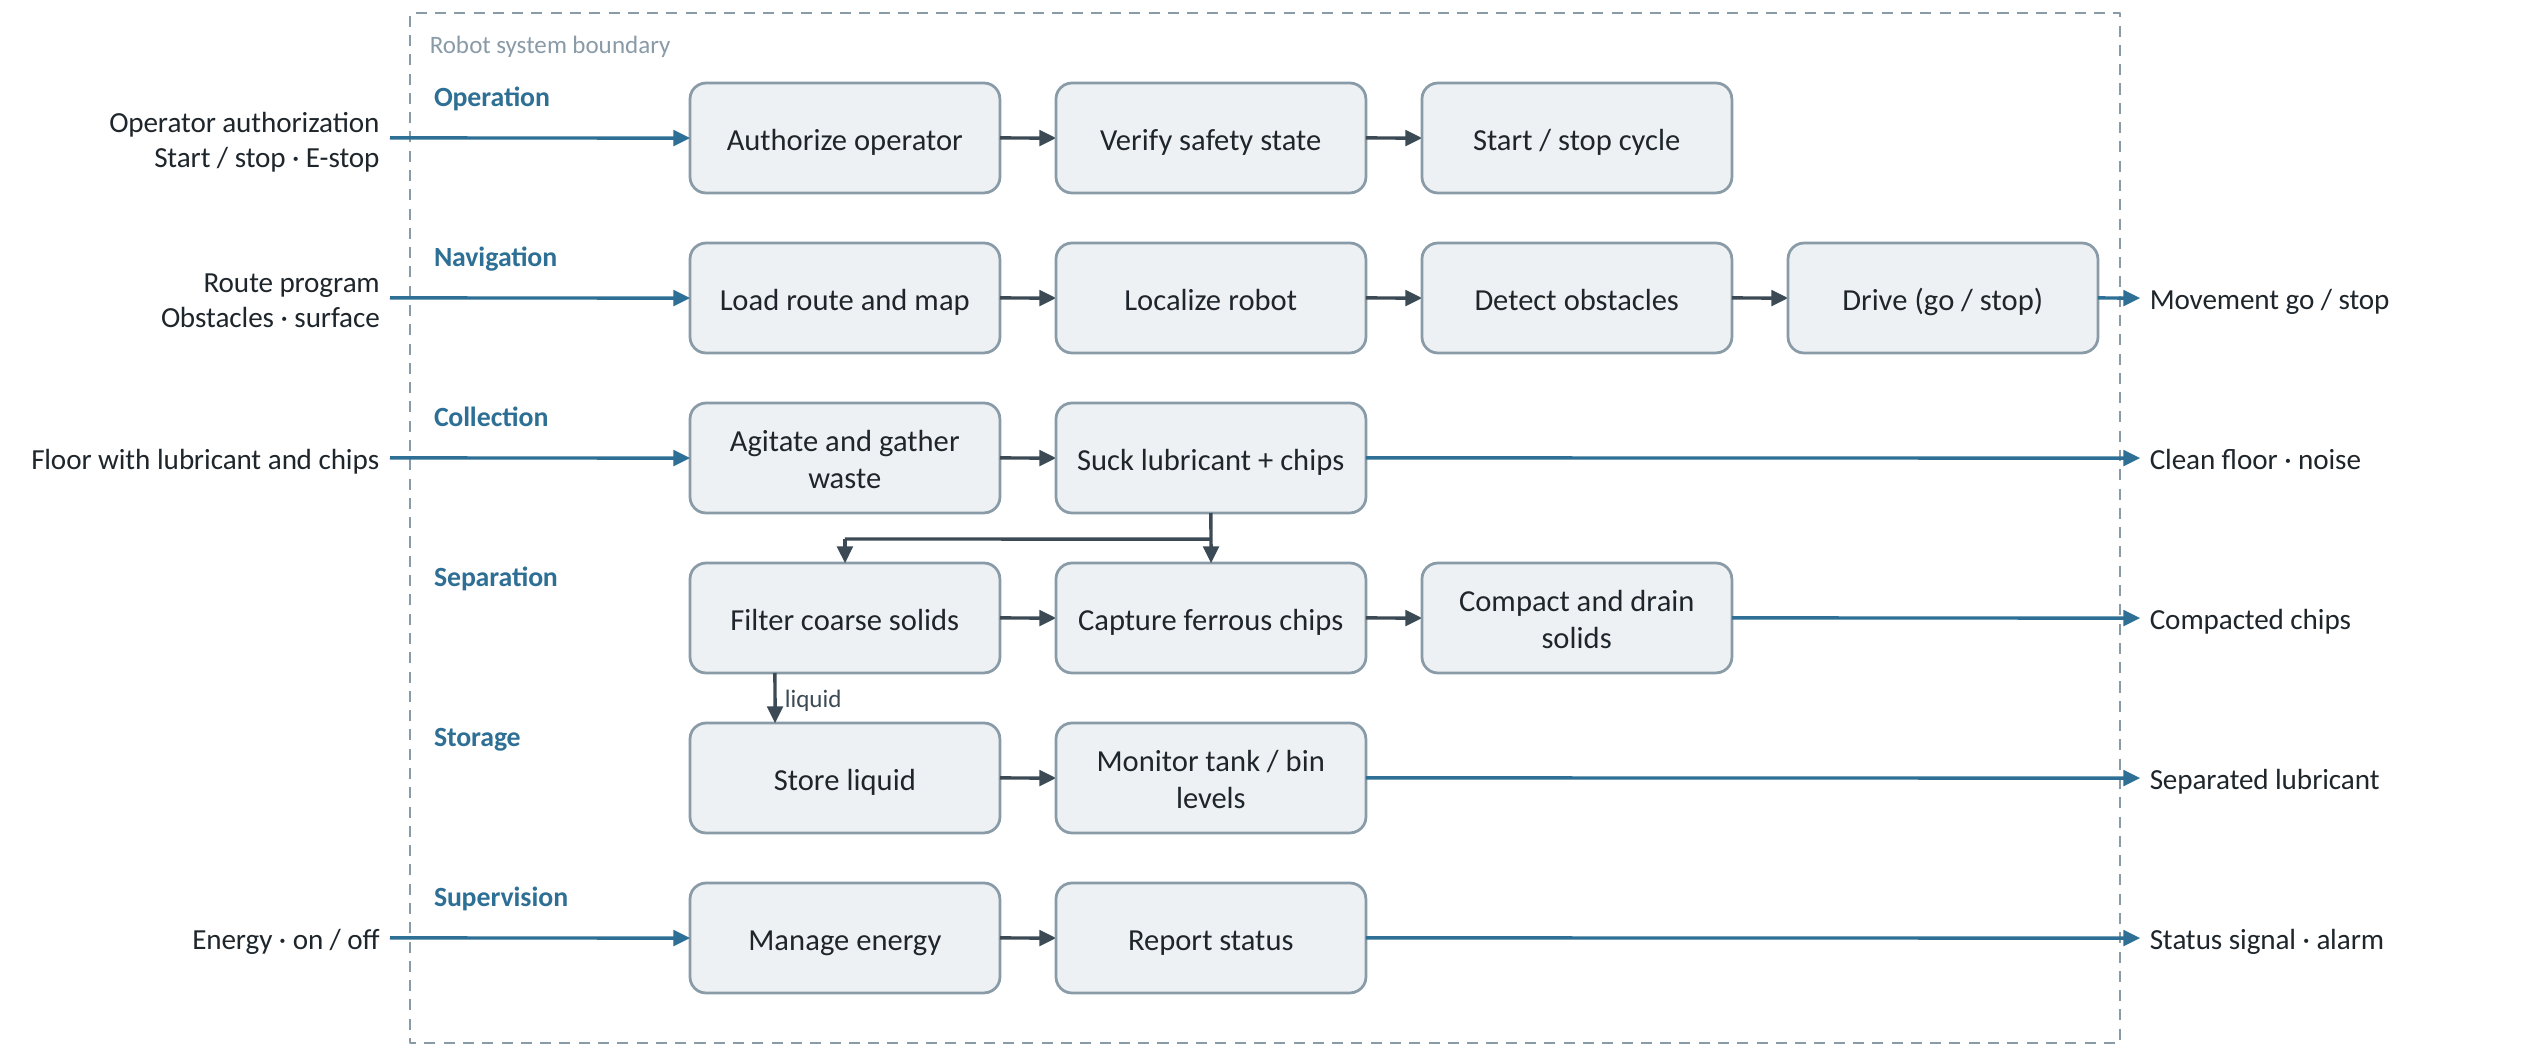 Robot system boundary
Operation
Operator authorization
Start / stop · E-stop
Authorize operator
Verify safety state
Start / stop cycle
Navigation
Route program
Obstacles · surface
Load route and map
Localize robot
Detect obstacles
Drive (go / stop)
Movement go / stop
Collection
Floor with lubricant and chips
Agitate and gather
waste
Suck lubricant + chips
Clean floor · noise
Separation
Filter coarse solids
Capture ferrous chips
Compact and drain
solids
Compacted chips
liquid
Storage
Store liquid
Monitor tank / bin
levels
Separated lubricant
Supervision
Energy · on / off
Manage energy
Report status
Status signal · alarm